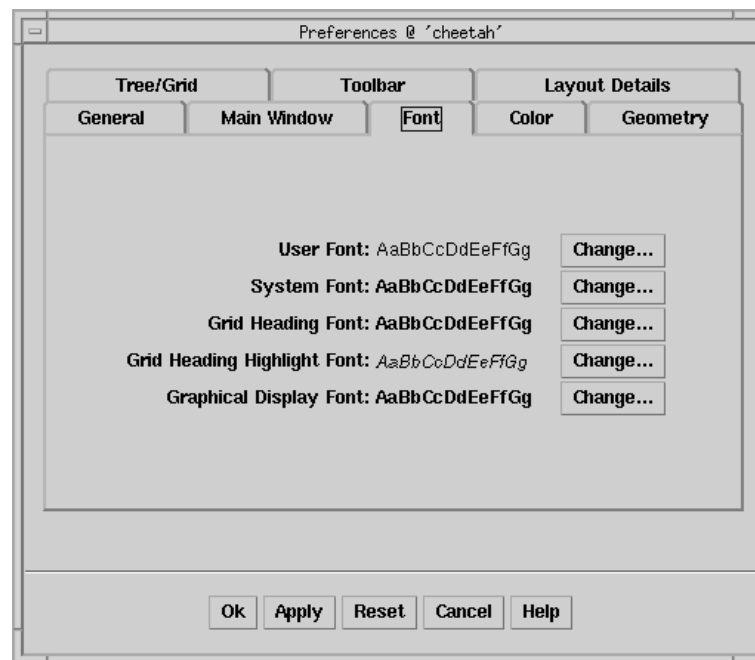 Preferences @ 'cheetah'
Tree/Grid Toolbar Layout Details
General Main Window Font Color Geometry
User Font: AaBbCcDdEeFfGg Change...
System Font: AaBbCcDdEeFfGg Change...
Grid Heading Font: AaBbCcDdEeFfGg Change...
Grid Heading Highlight Font: AaBbCcDdEeFfGg Change...
Graphical Display Font: AaBbCcDdEeFfGg Change...
Ok Apply Reset Cancel Help